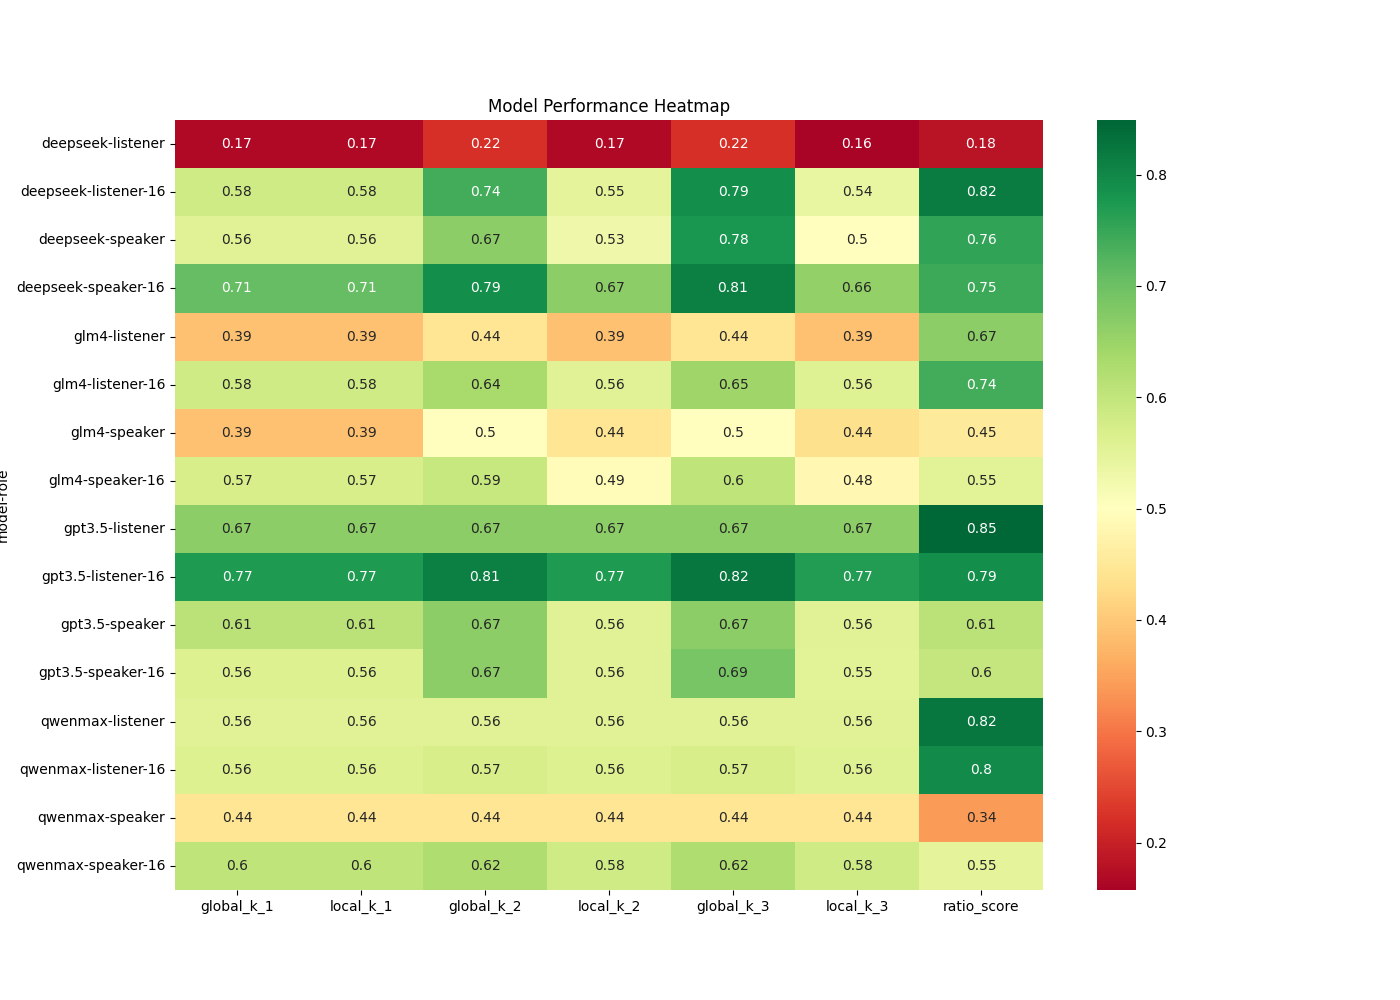 Model Performance Heatmap
deepseek-listener 0.17 0.17 0.22 0.17 0.22 0.16 0.18
deepseek-listener-16 0.58 0.58 0.74 0.55 0.79 0.54 0.82
deepseek-speaker 0.56 0.56 0.67 0.53 0.78 0.5 0.76
deepseek-speaker-16 0.71 0.71 0.79 0.67 0.81 0.66 0.75
glm4-listener 0.39 0.39 0.44 0.39 0.44 0.39 0.67
glm4-listener-16 0.58 0.58 0.64 0.56 0.65 0.56 0.74
glm4-speaker 0.39 0.39 0.5 0.44 0.5 0.44 0.45
glm4-speaker-16 0.57 0.57 0.59 0.49 0.6 0.48 0.55
gpt3.5-listener 0.67 0.67 0.67 0.67 0.67 0.67 0.85
gpt3.5-listener-16 0.77 0.77 0.81 0.77 0.82 0.77 0.79
gpt3.5-speaker 0.61 0.61 0.67 0.56 0.67 0.56 0.61
gpt3.5-speaker-16 0.56 0.56 0.67 0.56 0.69 0.55 0.6
qwenmax-listener 0.56 0.56 0.56 0.56 0.56 0.56 0.82
qwenmax-listener-16 0.56 0.56 0.57 0.56 0.57 0.56 0.8
qwenmax-speaker 0.44 0.44 0.44 0.44 0.44 0.44 0.34
qwenmax-speaker-16 0.6 0.6 0.62 0.58 0.62 0.58 0.55
global_k_1 local_k_1 global_k_2 local_k_2 global_k_3 local_k_3 ratio_score
model-role
0.8
0.7
0.6
0.5
0.4
0.3
0.2